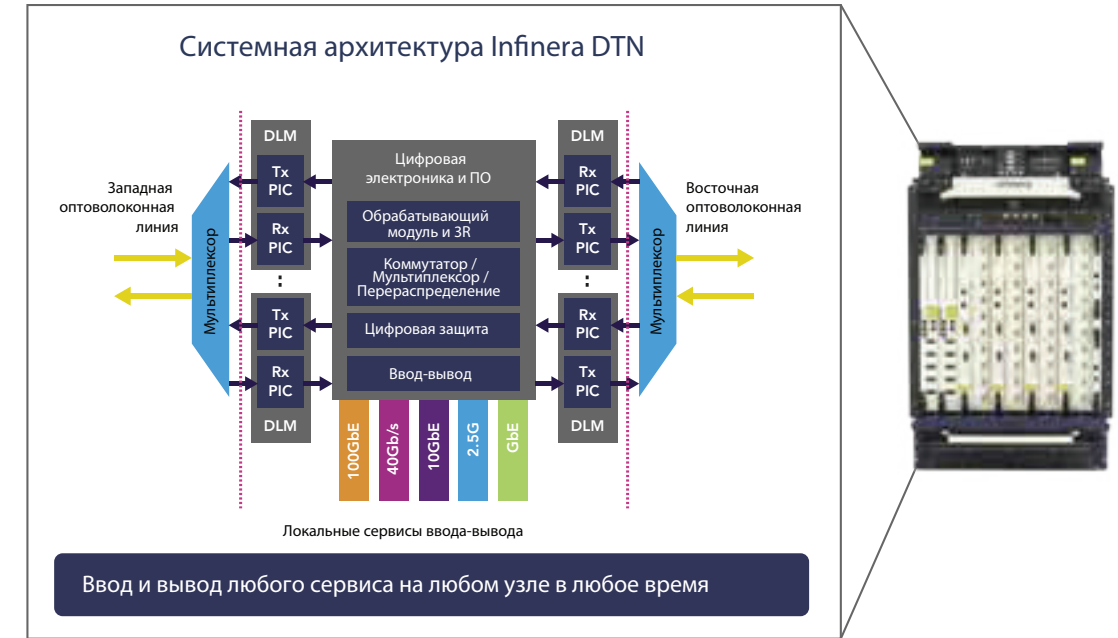 Системная архитектура Infinera DTN
DLM
DLM
Цифровая
электроника и ПО
Tx
PIC
Rx
PIC
Западная
оптоволоконная
линия
Восточная
оптоволоконная
линия
Rx
PIC
Обрабатывающий
модуль и 3R
Tx
PIC
Мультиплексор
:
Коммутатор /
Мультиплексор /
Перераспределение
:
Мультиплексор
Tx
PIC
Цифровая защита
Rx
PIC
Rx
PIC
Ввод-вывод
Tx
PIC
DLM
DLM
100GbE
40Gb/s
10GbE
2.5G
GbE
Локальные сервисы ввода-вывода
Ввод и вывод любого сервиса на любом узле в любое время